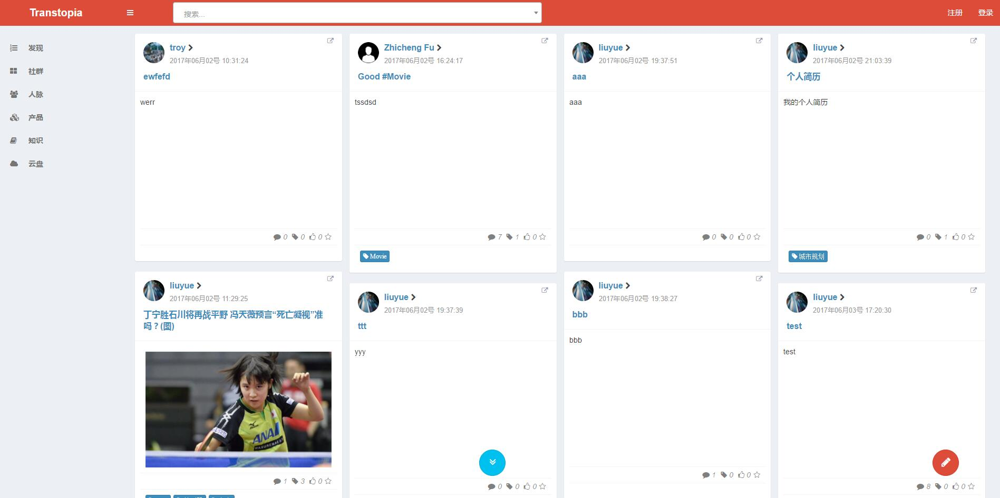 Transtopia
搜索...
注册
登录
发现
社群
人脉
产品
知识
云盘
troy
2017年06月02号 10:31:24
ewfefd
werr
0 0 0
Zhicheng Fu
2017年06月02号 16:24:17
Good #Movie
tssdsd
7 1 0
Movie
liuyue
2017年06月02号 19:37:51
aaa
aaa
0 0 0
liuyue
2017年06月02号 21:03:39
个人简历
我的个人简历
0 1 0
城市规划
liuyue
2017年06月02号 11:29:25
丁宁胜石川将再战平野 冯天薇预言“死亡凝视”准
吗？(图)
ANA
1 3 0
liuyue
2017年06月02号 19:37:39
ttt
yyy
0 0 0
liuyue
2017年06月02号 19:38:27
bbb
bbb
1 0 0
liuyue
2017年06月03号 17:20:30
test
test
8 0 0